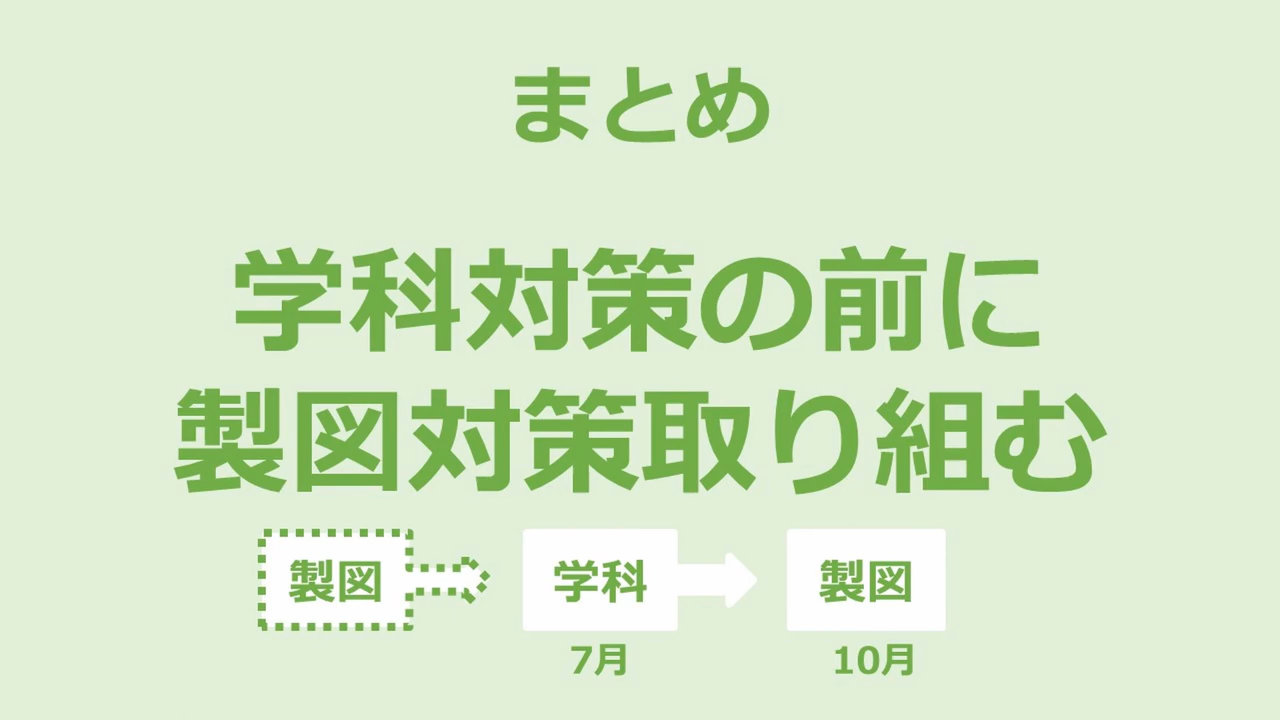 まとめ
学科対策の前に
製図対策取り組む
製図 学科 製図
7月 10月